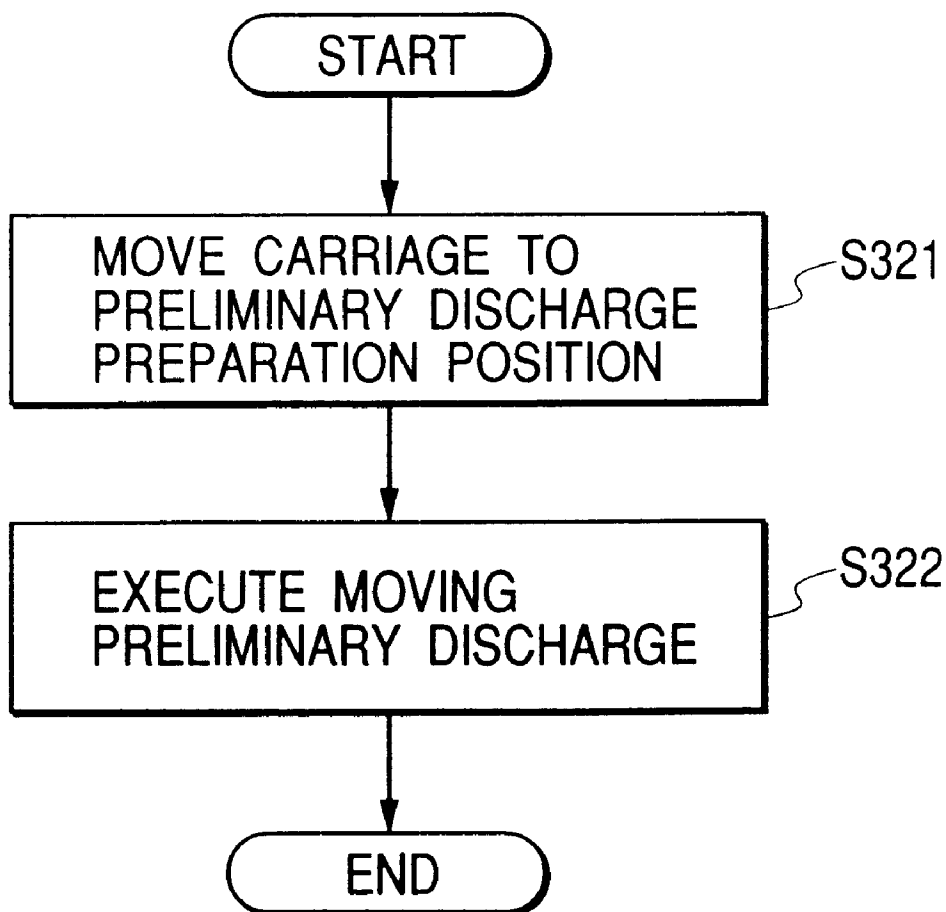 START
MOVE CARRIAGE TO
PRELIMINARY DISCHARGE
PREPARATION POSITION
S321
EXECUTE MOVING
PRELIMINARY DISCHARGE
S322
END